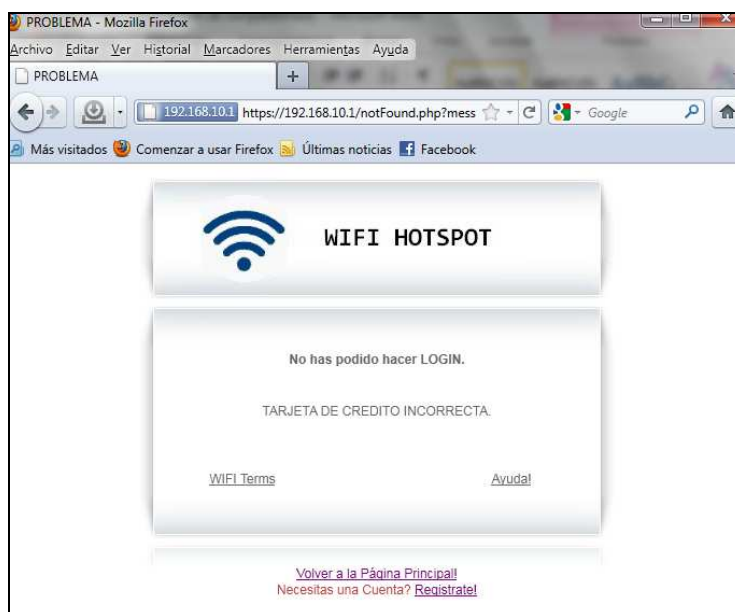 PROBLEMA - Mozilla Firefox
Archivo Editar Ver Historial Marcadores Herramientas Ayuda
PROBLEMA +
192.168.10.1 https://192.168.10.1/notFound.php?mess Google
Más visitados Comenzar a usar Firefox Últimas noticias Facebook
WIFI HOTSPOT
No has podido hacer LOGIN.
TARJETA DE CREDITO INCORRECTA.
WIFI Terms Ayuda!
Volver a la Página Principal!
Necesitas una Cuenta? Registrate!